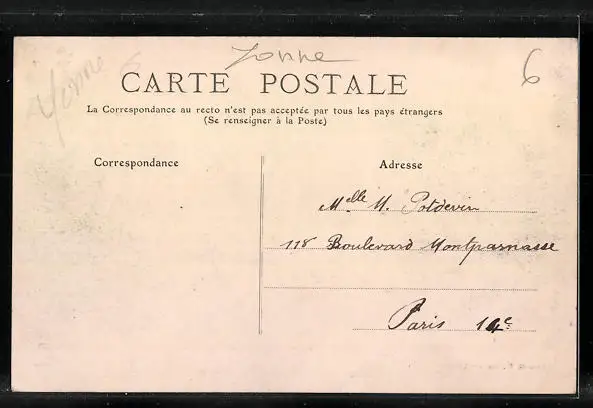 Yonne
Yonne
6
CARTE POSTALE
La Correspondance au recto n'est pas acceptée par tous les pays étrangers
(Se renseigner à la Poste)
Correspondance
Adresse
Melle M. Potdevin
118 Boulevard Montparnasse
Paris 14e